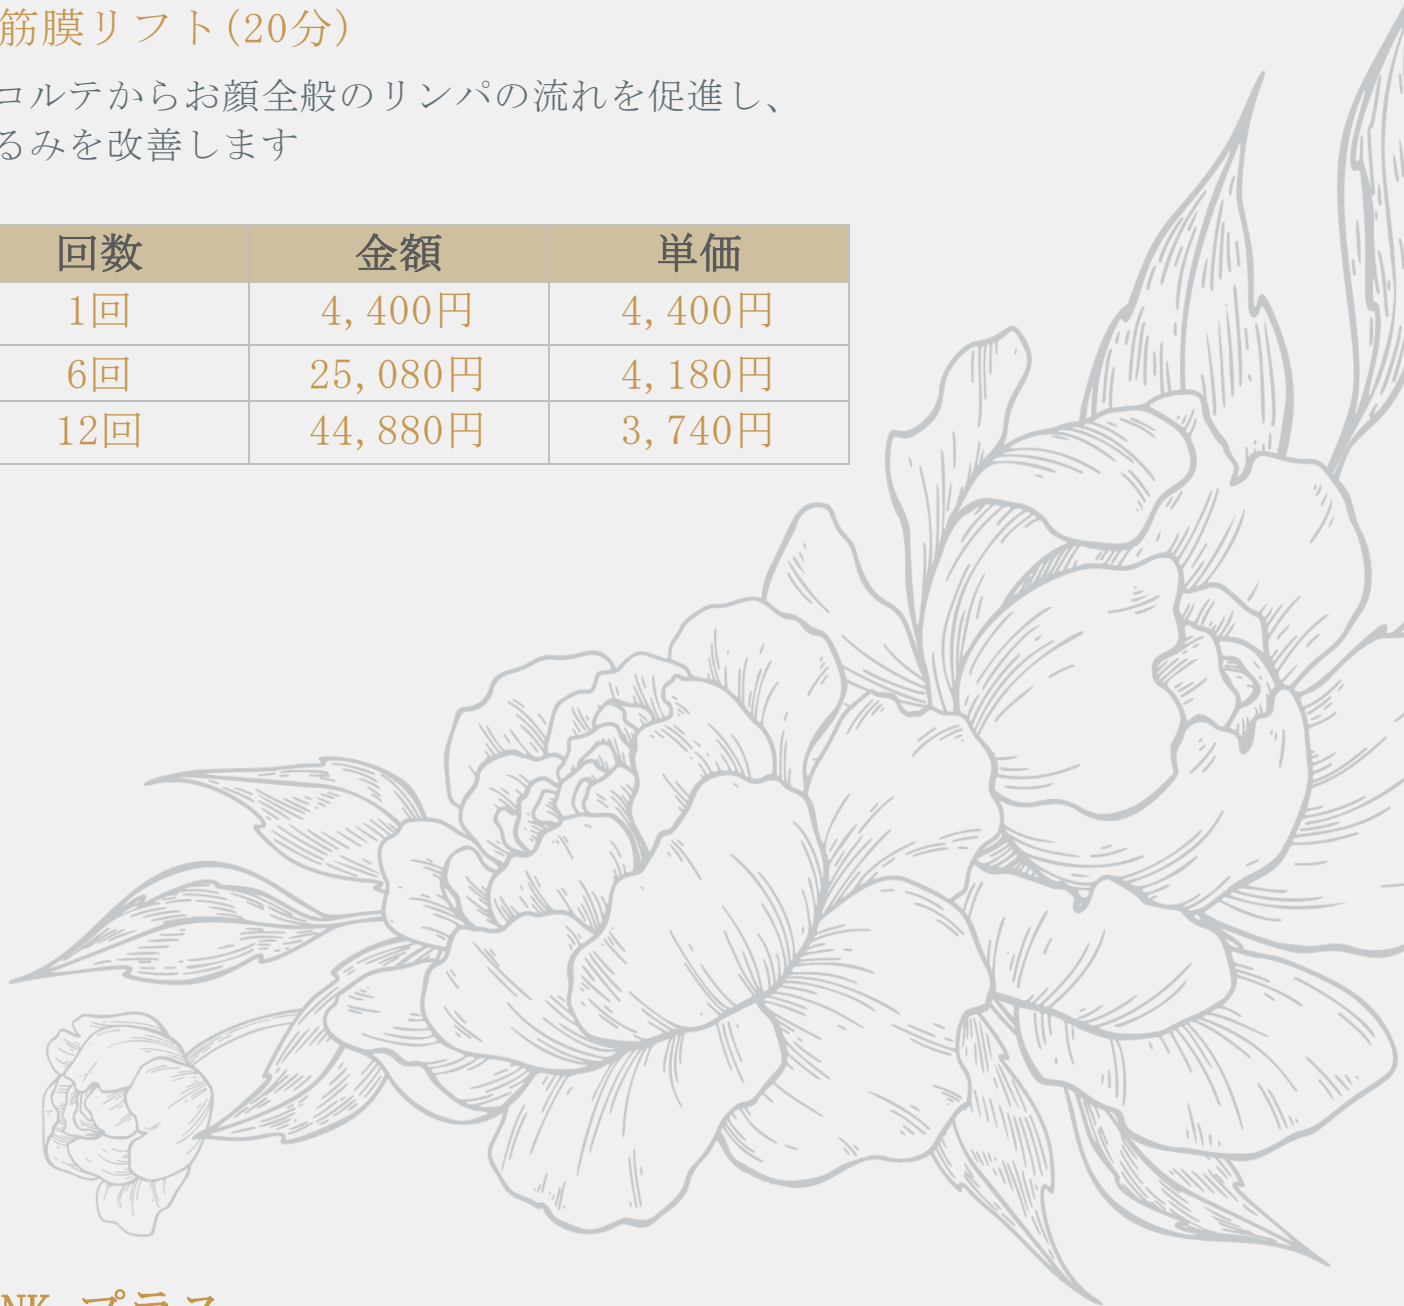 筋膜リフト(20分)
コルテからお顔全般のリンパの流れを促進し、
るみを改善します
回数 金額 単価
1回 4,400円 4,400円
6回 25,080円 4,180円
12回 44,880円 3,740円
NK プラス